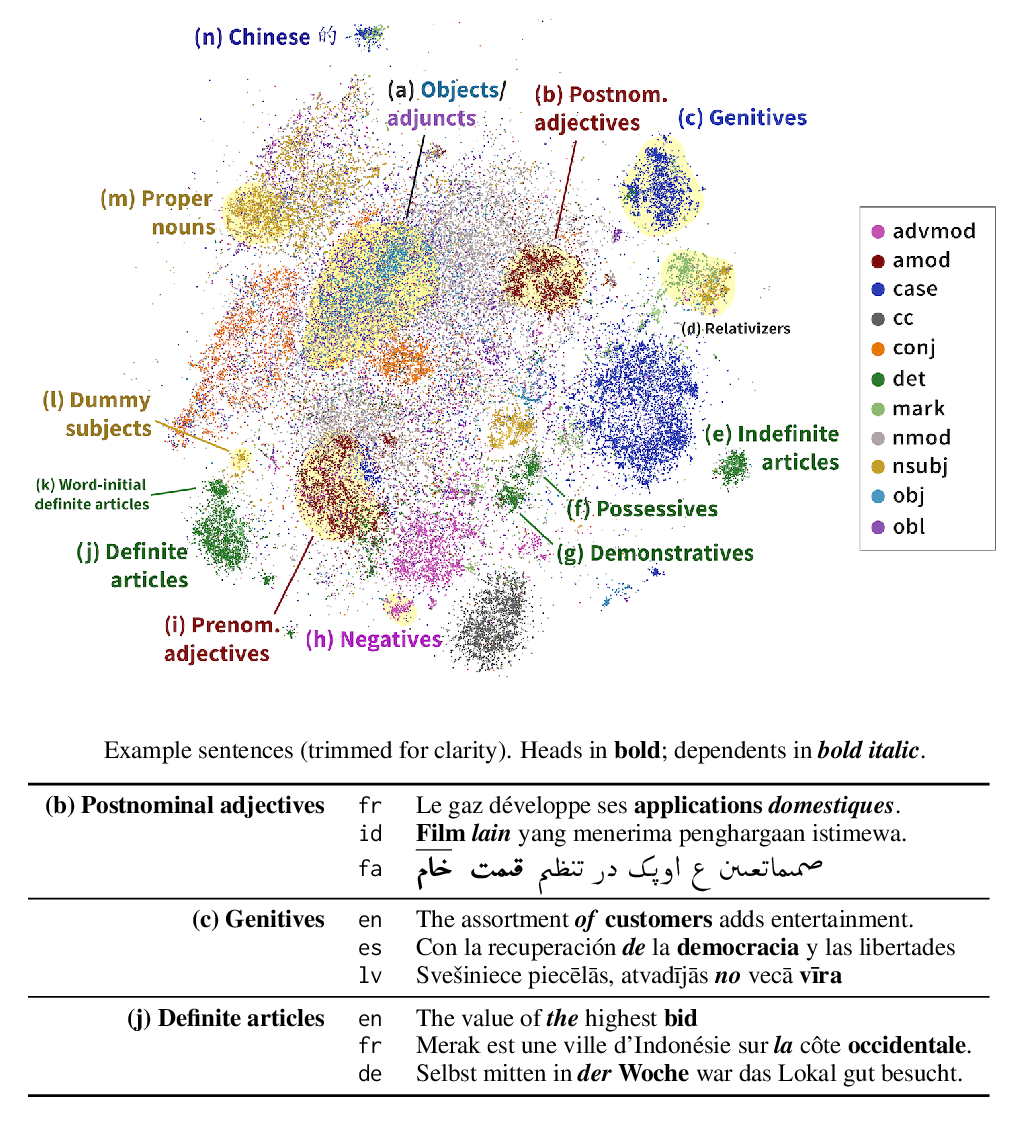 (n) Chinese 的
(a) Objects/
adjuncts
(b) Postnom.
adjectives
(c) Genitives
(m) Proper
nouns
(d) Relativizers
(l) Dummy
subjects
(e) Indefinite
articles
(k) Word-initial
definite articles
(f) Possessives
(j) Definite
articles
(g) Demonstratives
(i) Prenom.
adjectives
(h) Negatives
advmod
amod
case
cc
conj
det
mark
nmod
nsubj
obj
obl
Example sentences (trimmed for clarity). Heads in bold; dependents in bold italic.
(b) Postnominal adjectives fr Le gaz développe ses applications domestiques.
id Film lain yang menerima penghargaan istimewa.
fa ع اوپک در تنظیم قیمت خام
(c) Genitives en The assortment of customers adds entertainment.
es Con la recuperación de la democracia y las libertades
lv Svešiniece piecēlās, atvadījās no vecā vīra
(j) Definite articles en The value of the highest bid
fr Merak est une ville d'Indonésie sur la côte occidentale.
de Selbst mitten in der Woche war das Lokal gut besucht.